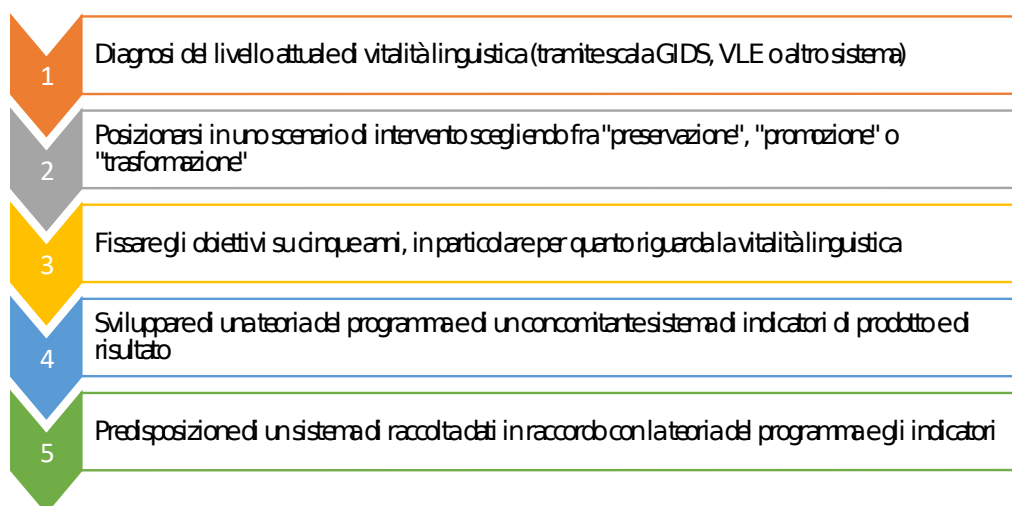 1
Diagnosi del livello attuale di vitalità linguistica (tramite scala GIDS, VLE o altro sistema)
2
Posizionarsi in uno scenario di intervento scegliendo fra "preservazione", "promozione" o
"trasformazione"
3
Fissare gli obiettivi su cinque anni, in particolare per quanto riguarda la vitalità linguistica
4
Sviluppare di una teoria del programma e di un concomitante sistema di indicatori di prodotto e di
risultato
5
Predisposizione di un sistema di raccolta dati in raccordo con la teoria del programma e gli indicatori